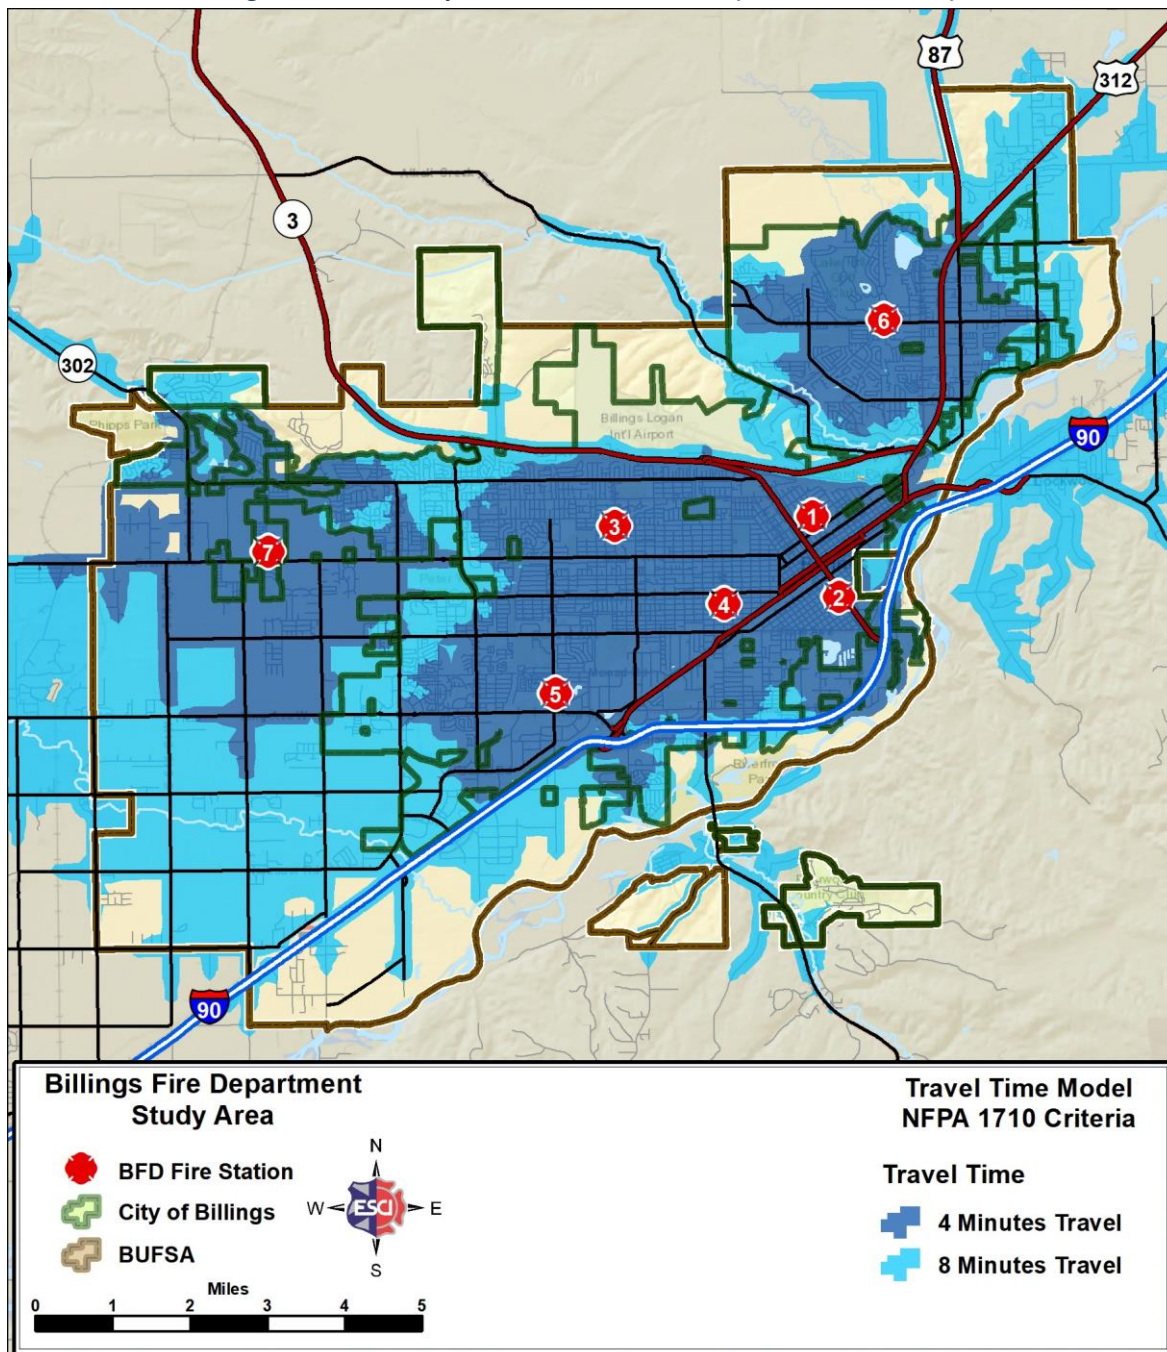 87
312
3
302
6
Phipps Park
Billings Logan
Int'l Airport
90
1
3
7
2
4
5
90
Billings Fire Department
Study Area
BFD Fire Station
City of Billings
BUFSA
N
W
ESCI
E
S
Miles
0 1 2 3 4 5
Travel Time Model
NFPA 1710 Criteria
Travel Time
4 Minutes Travel
8 Minutes Travel